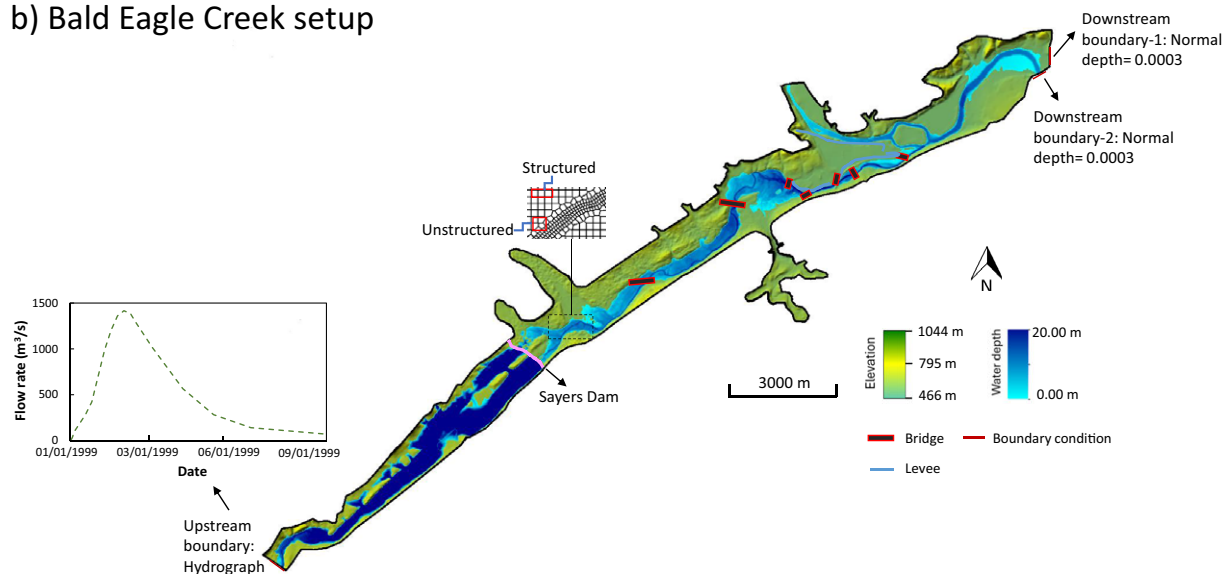 b) Bald Eagle Creek setup
Downstream
boundary-1: Normal
depth= 0.0003
Downstream
boundary-2: Normal
depth= 0.0003
Structured
Unstructured
N
1500
1000
500
0
Flow rate (m³/s)
01/01/1999
03/01/1999
06/01/1999
09/01/1999
Date
Upstream
boundary:
Hydrograph
Sayers Dam
3000 m
Elevation
1044 m
795 m
466 m
Water depth
20.00 m
0.00 m
Bridge
Boundary condition
Levee